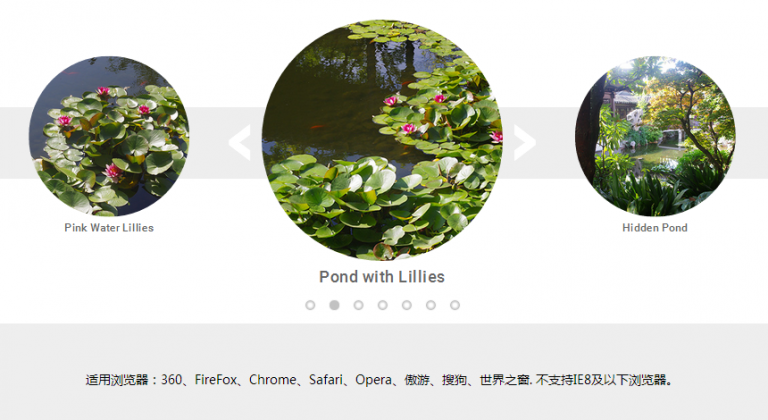 Pink Water Lillies
Hidden Pond
Pond with Lillies
适用浏览器：360、FireFox、Chrome、Safari、Opera、傲游、搜狗、世界之窗. 不支持IE8及以下浏览器。